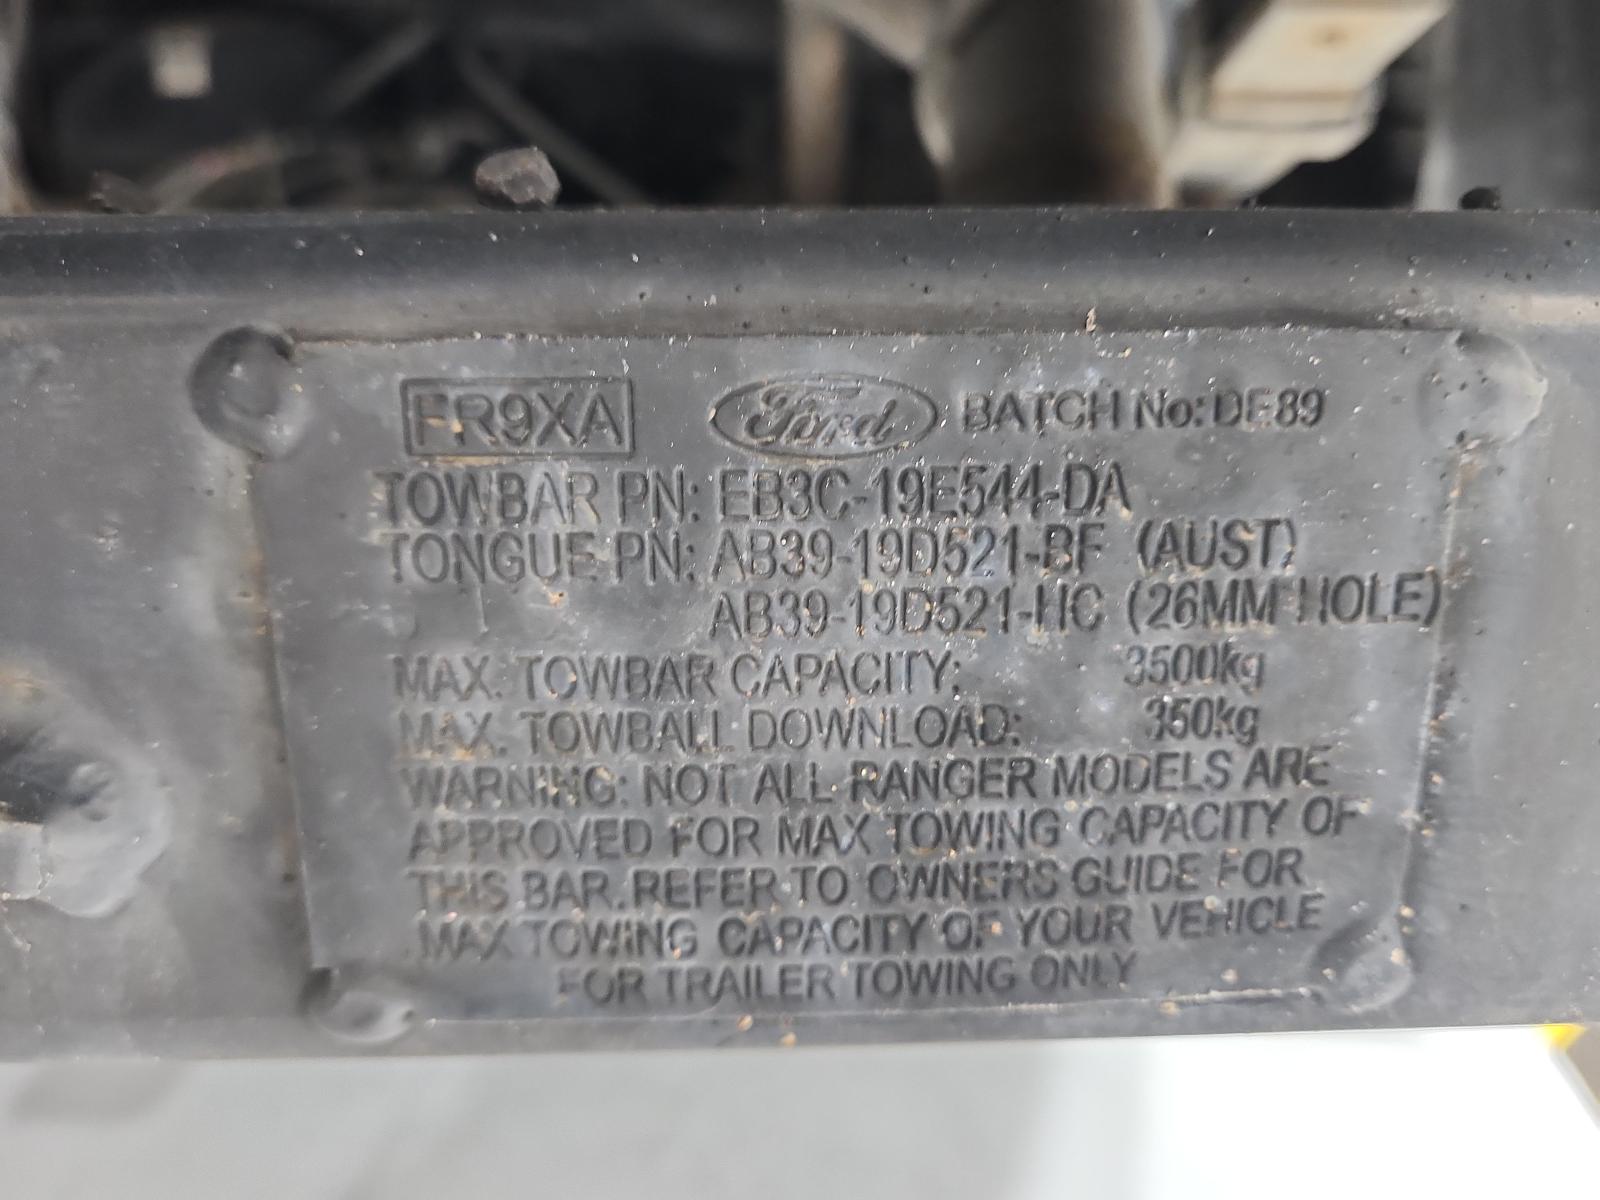 FR9XA Ford BATCH No: DE89
TOWBAR PN: EB3C-19E544-DA
TONGUE PN: AB39-19D521-BF (AUST)
AB39-19D521-HC (26MM HOLE)
MAX. TOWBAR CAPACITY: 3500kg
MAX. TOWBALL DOWNLOAD: 350kg
WARNING: NOT ALL RANGER MODELS ARE
APPROVED FOR MAX TOWING CAPACITY OF
THIS BAR. REFER TO OWNERS GUIDE FOR
MAX TOWING CAPACITY OF YOUR VEHICLE
FOR TRAILER TOWING ONLY